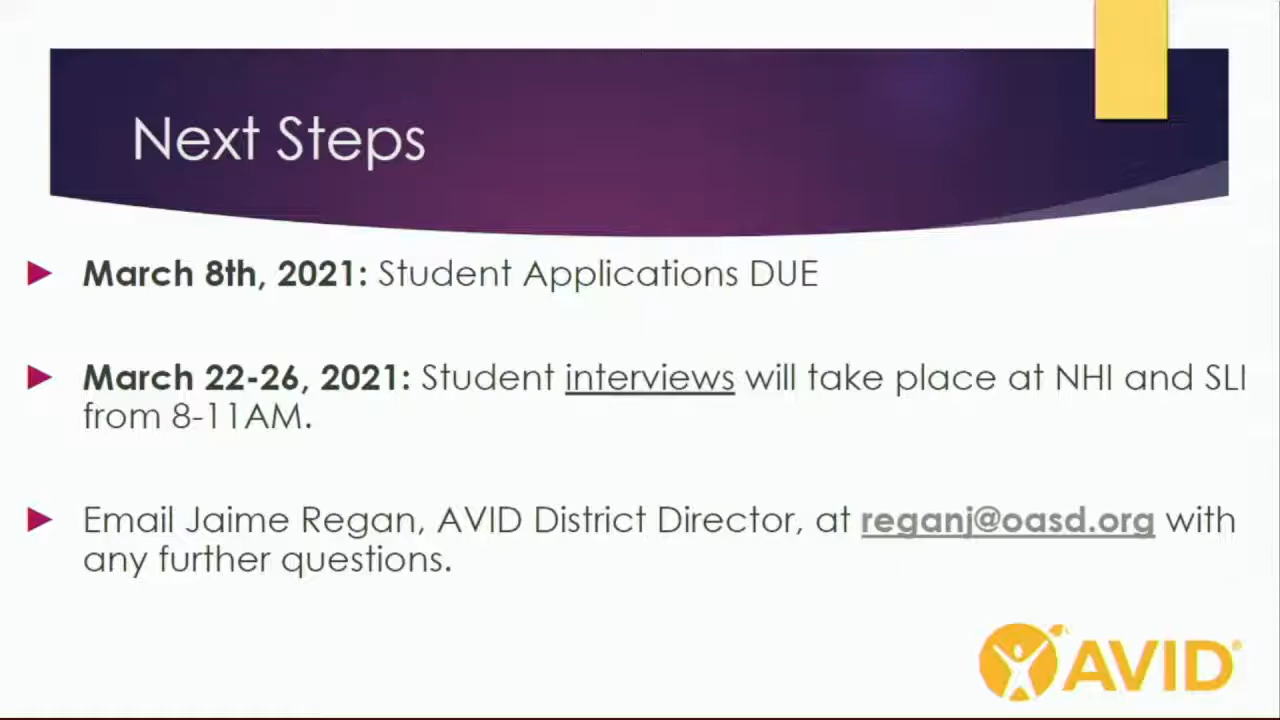 Next Steps
March 8th, 2021: Student Applications DUE
March 22-26, 2021: Student interviews will take place at NHI and SLI
from 8-11AM.
Email Jaime Regan, AVID District Director, at reganj@oasd.org with
any further questions.
AVID®